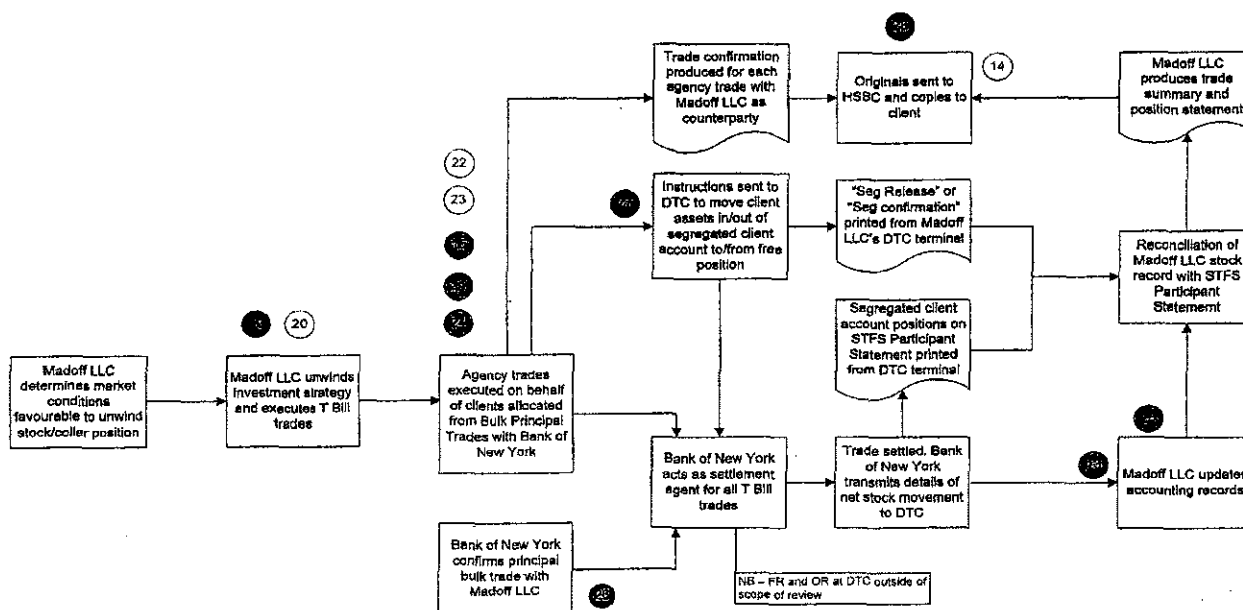 Trade confirmation
produced for each
agency trade with
Madoff LLC as
counterparty
Originals sent to
HSBC and copies to
client
14
Madoff LLC
produces trade
summary and
position statement
22
23
Instructions sent to
DTC to move client
assets in/out of
segregated client
account to/from free
position
"Seg Release" or
"Seg confirmation"
printed from Madoff
LLC's DTC terminal
Reconciliation of
Madoff LLC stock
record with STFS
Participant
Statement
Segregated client
account positions on
STFS Participant
Statement printed
from DTC terminal
20
Madoff LLC
determines market
conditions
favourable to unwind
stock/collar position
Madoff LLC unwinds
investment strategy
and executes T Bill
trades
Agency trades
executed on behalf
of clients allocated
from Bulk Principal
Trades with Bank of
New York
Bank of New York
acts as settlement
agent for all T Bill
trades
Trade settled. Bank
of New York
transmits details of
net stock movement
to DTC
Madoff LLC updates
accounting records
Bank of New York
confirms principal
bulk trade with
Madoff LLC
NB – FR and OR at DTC outside of
scope of review